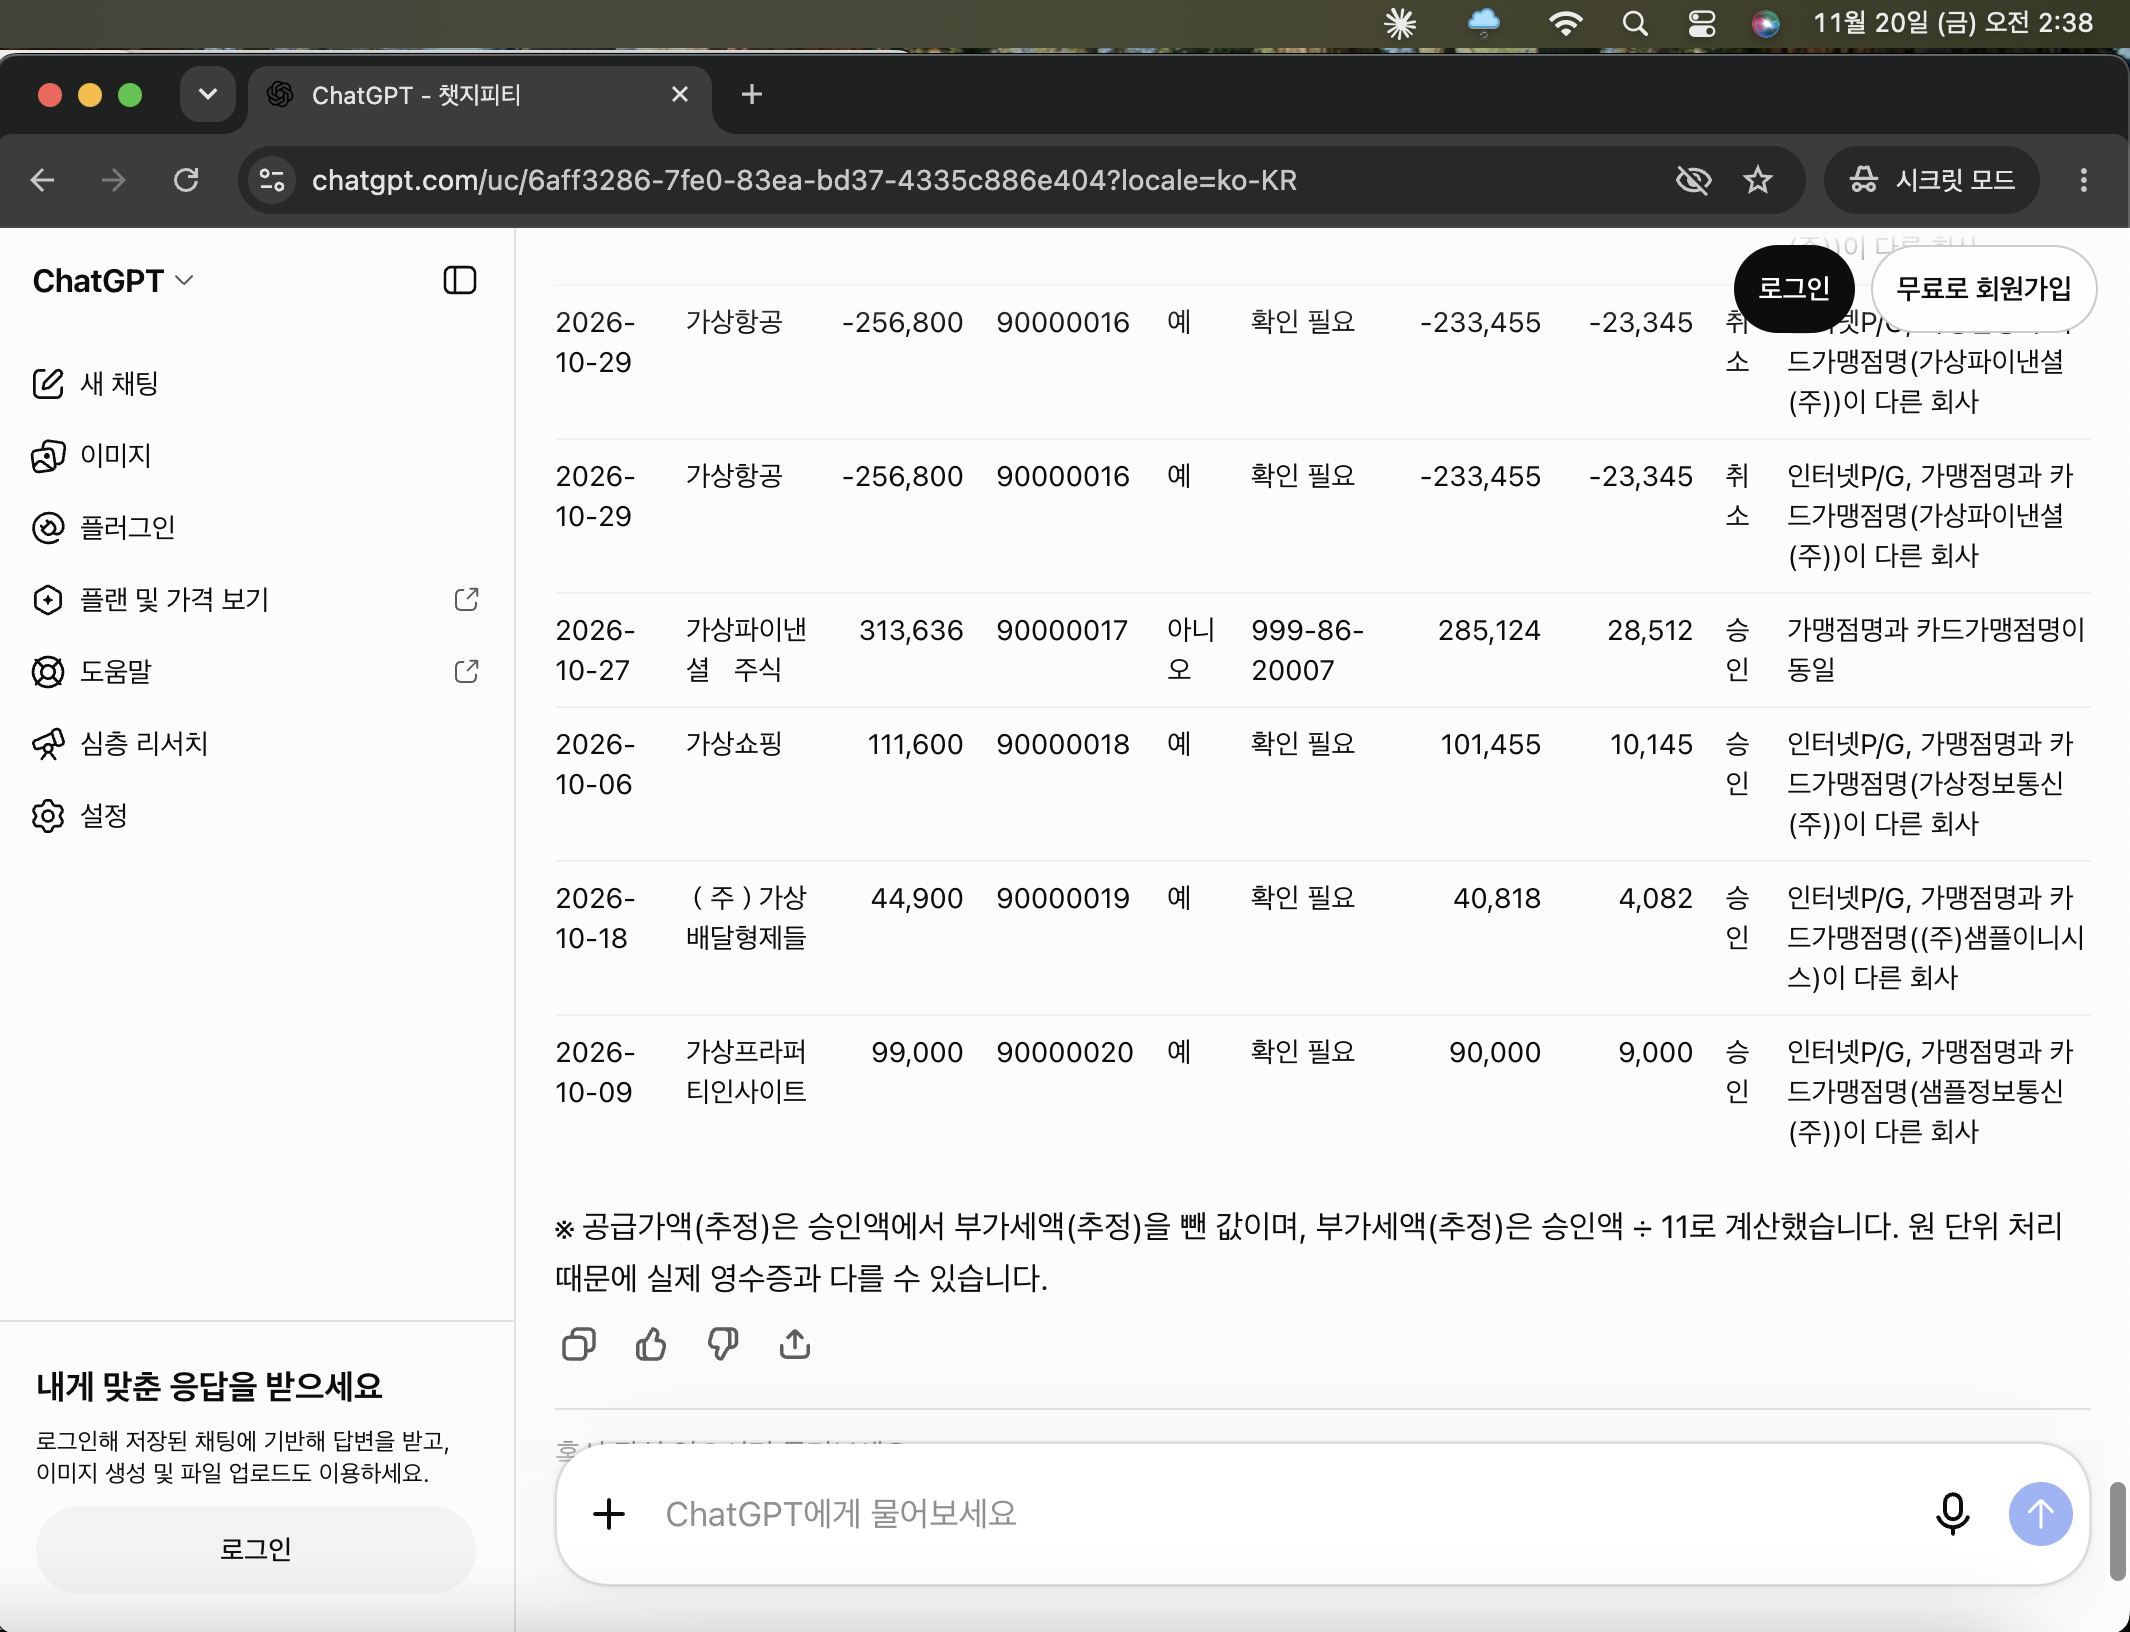 11월 20일 (금) 오전 2:38
ChatGPT - 챗지피티
chatgpt.com/uc/6aff3286-7fe0-83ea-bd37-4335c886e404?locale=ko-KR
시크릿 모드
ChatGPT
새 채팅
이미지
플러그인
플랜 및 가격 보기
도움말
심층 리서치
설정
내게 맞춘 응답을 받으세요
로그인해 저장된 채팅에 기반해 답변을 받고,
이미지 생성 및 파일 업로드도 이용하세요.
로그인
로그인
무료로 회원가입
(주))이 다른 회사
2026- 가상항공 -256,800 90000016 예 확인 필요 -233,455 -23,345 취
10-29 소 드가맹점명(가상파이낸셜
(주))이 다른 회사
2026- 가상항공 -256,800 90000016 예 확인 필요 -233,455 -23,345 취 인터넷P/G, 가맹점명과 카
10-29 소 드가맹점명(가상파이낸셜
(주))이 다른 회사
2026- 가상파이낸 313,636 90000017 아니 999-86- 285,124 28,512 승 가맹점명과 카드가맹점명이
10-27 셜 주식 오 20007 인 동일
2026- 가상쇼핑 111,600 90000018 예 확인 필요 101,455 10,145 승 인터넷P/G, 가맹점명과 카
10-06 인 드가맹점명(가상정보통신
(주))이 다른 회사
2026- （주）가상 44,900 90000019 예 확인 필요 40,818 4,082 승 인터넷P/G, 가맹점명과 카
10-18 배달형제들 인 드가맹점명((주)샘플이니시
스)이 다른 회사
2026- 가상프라퍼 99,000 90000020 예 확인 필요 90,000 9,000 승 인터넷P/G, 가맹점명과 카
10-09 티인사이트 인 드가맹점명(샘플정보통신
(주))이 다른 회사
※ 공급가액(추정)은 승인액에서 부가세액(추정)을 뺀 값이며, 부가세액(추정)은 승인액 ÷ 11로 계산했습니다. 원 단위 처리
때문에 실제 영수증과 다를 수 있습니다.
ChatGPT에게 물어보세요